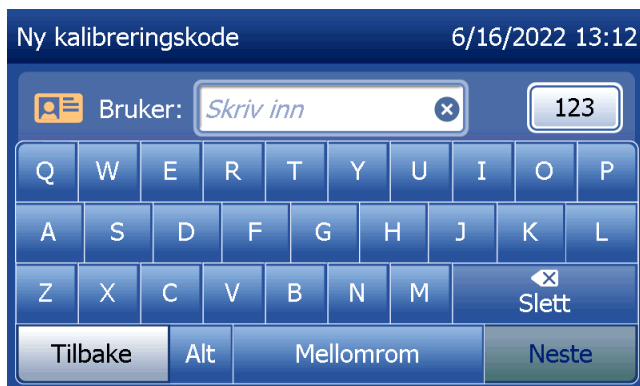 Ny kalibreringskode 6/16/2022 13:12
Bruker: Skriv inn 123
Q W E R T Y U I O P
A S D F G H J K L
Z X C V B N M Slett
Tilbake Alt Mellomrom Neste